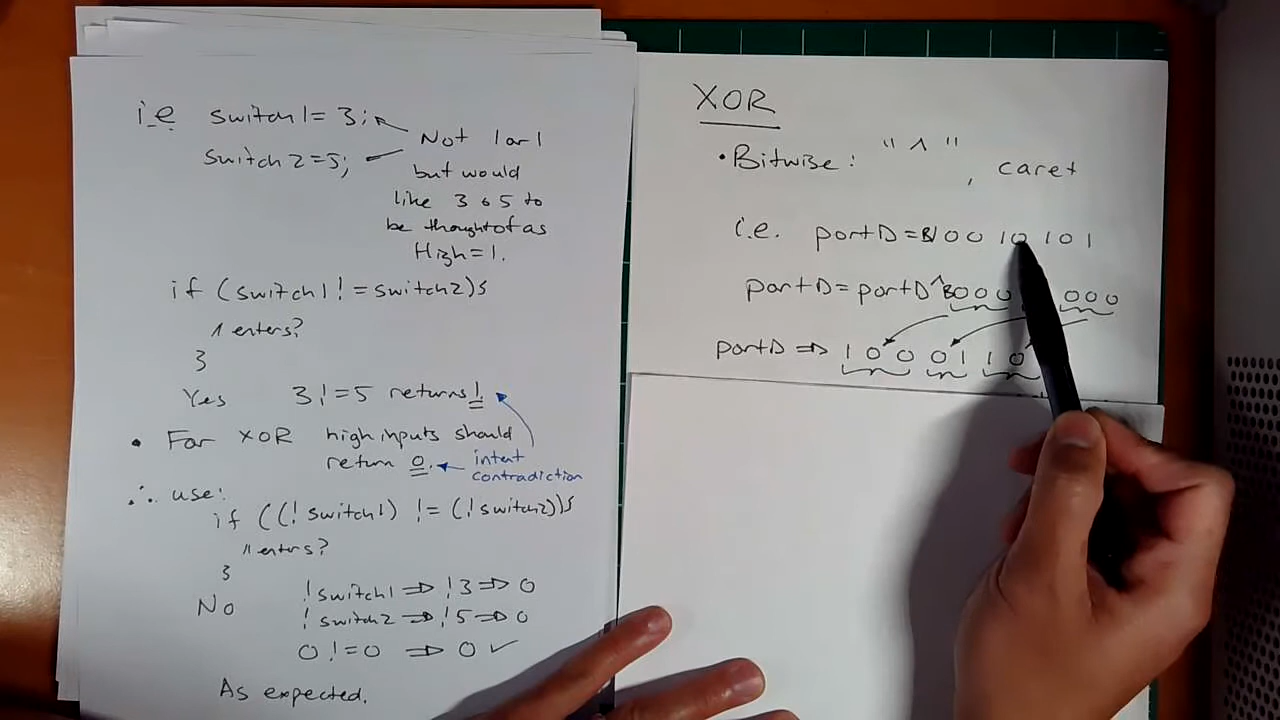 i.e switch1 = 3;
switch2 = 5;
Not 1 or 1
but would
like 3 & 5 to
be thought of as
High = 1.
if (switch1 != switch2){
// enters?
}
Yes 3 != 5 returns 1.
• For XOR high inputs should
return 0.
intent
contradiction
∴ use:
if ((!switch1) != (!switch2)){
// enters?
}
No
!switch1 ⇒ !3 ⇒ 0
!switch2 ⇒ !5 ⇒ 0
0 != 0 ⇒ 0 ✓
As expected.
XOR
• Bitwise: "^", caret
i.e. portD = B10010101
portD = portD ^ B000 000
portD ⇒ 1000110